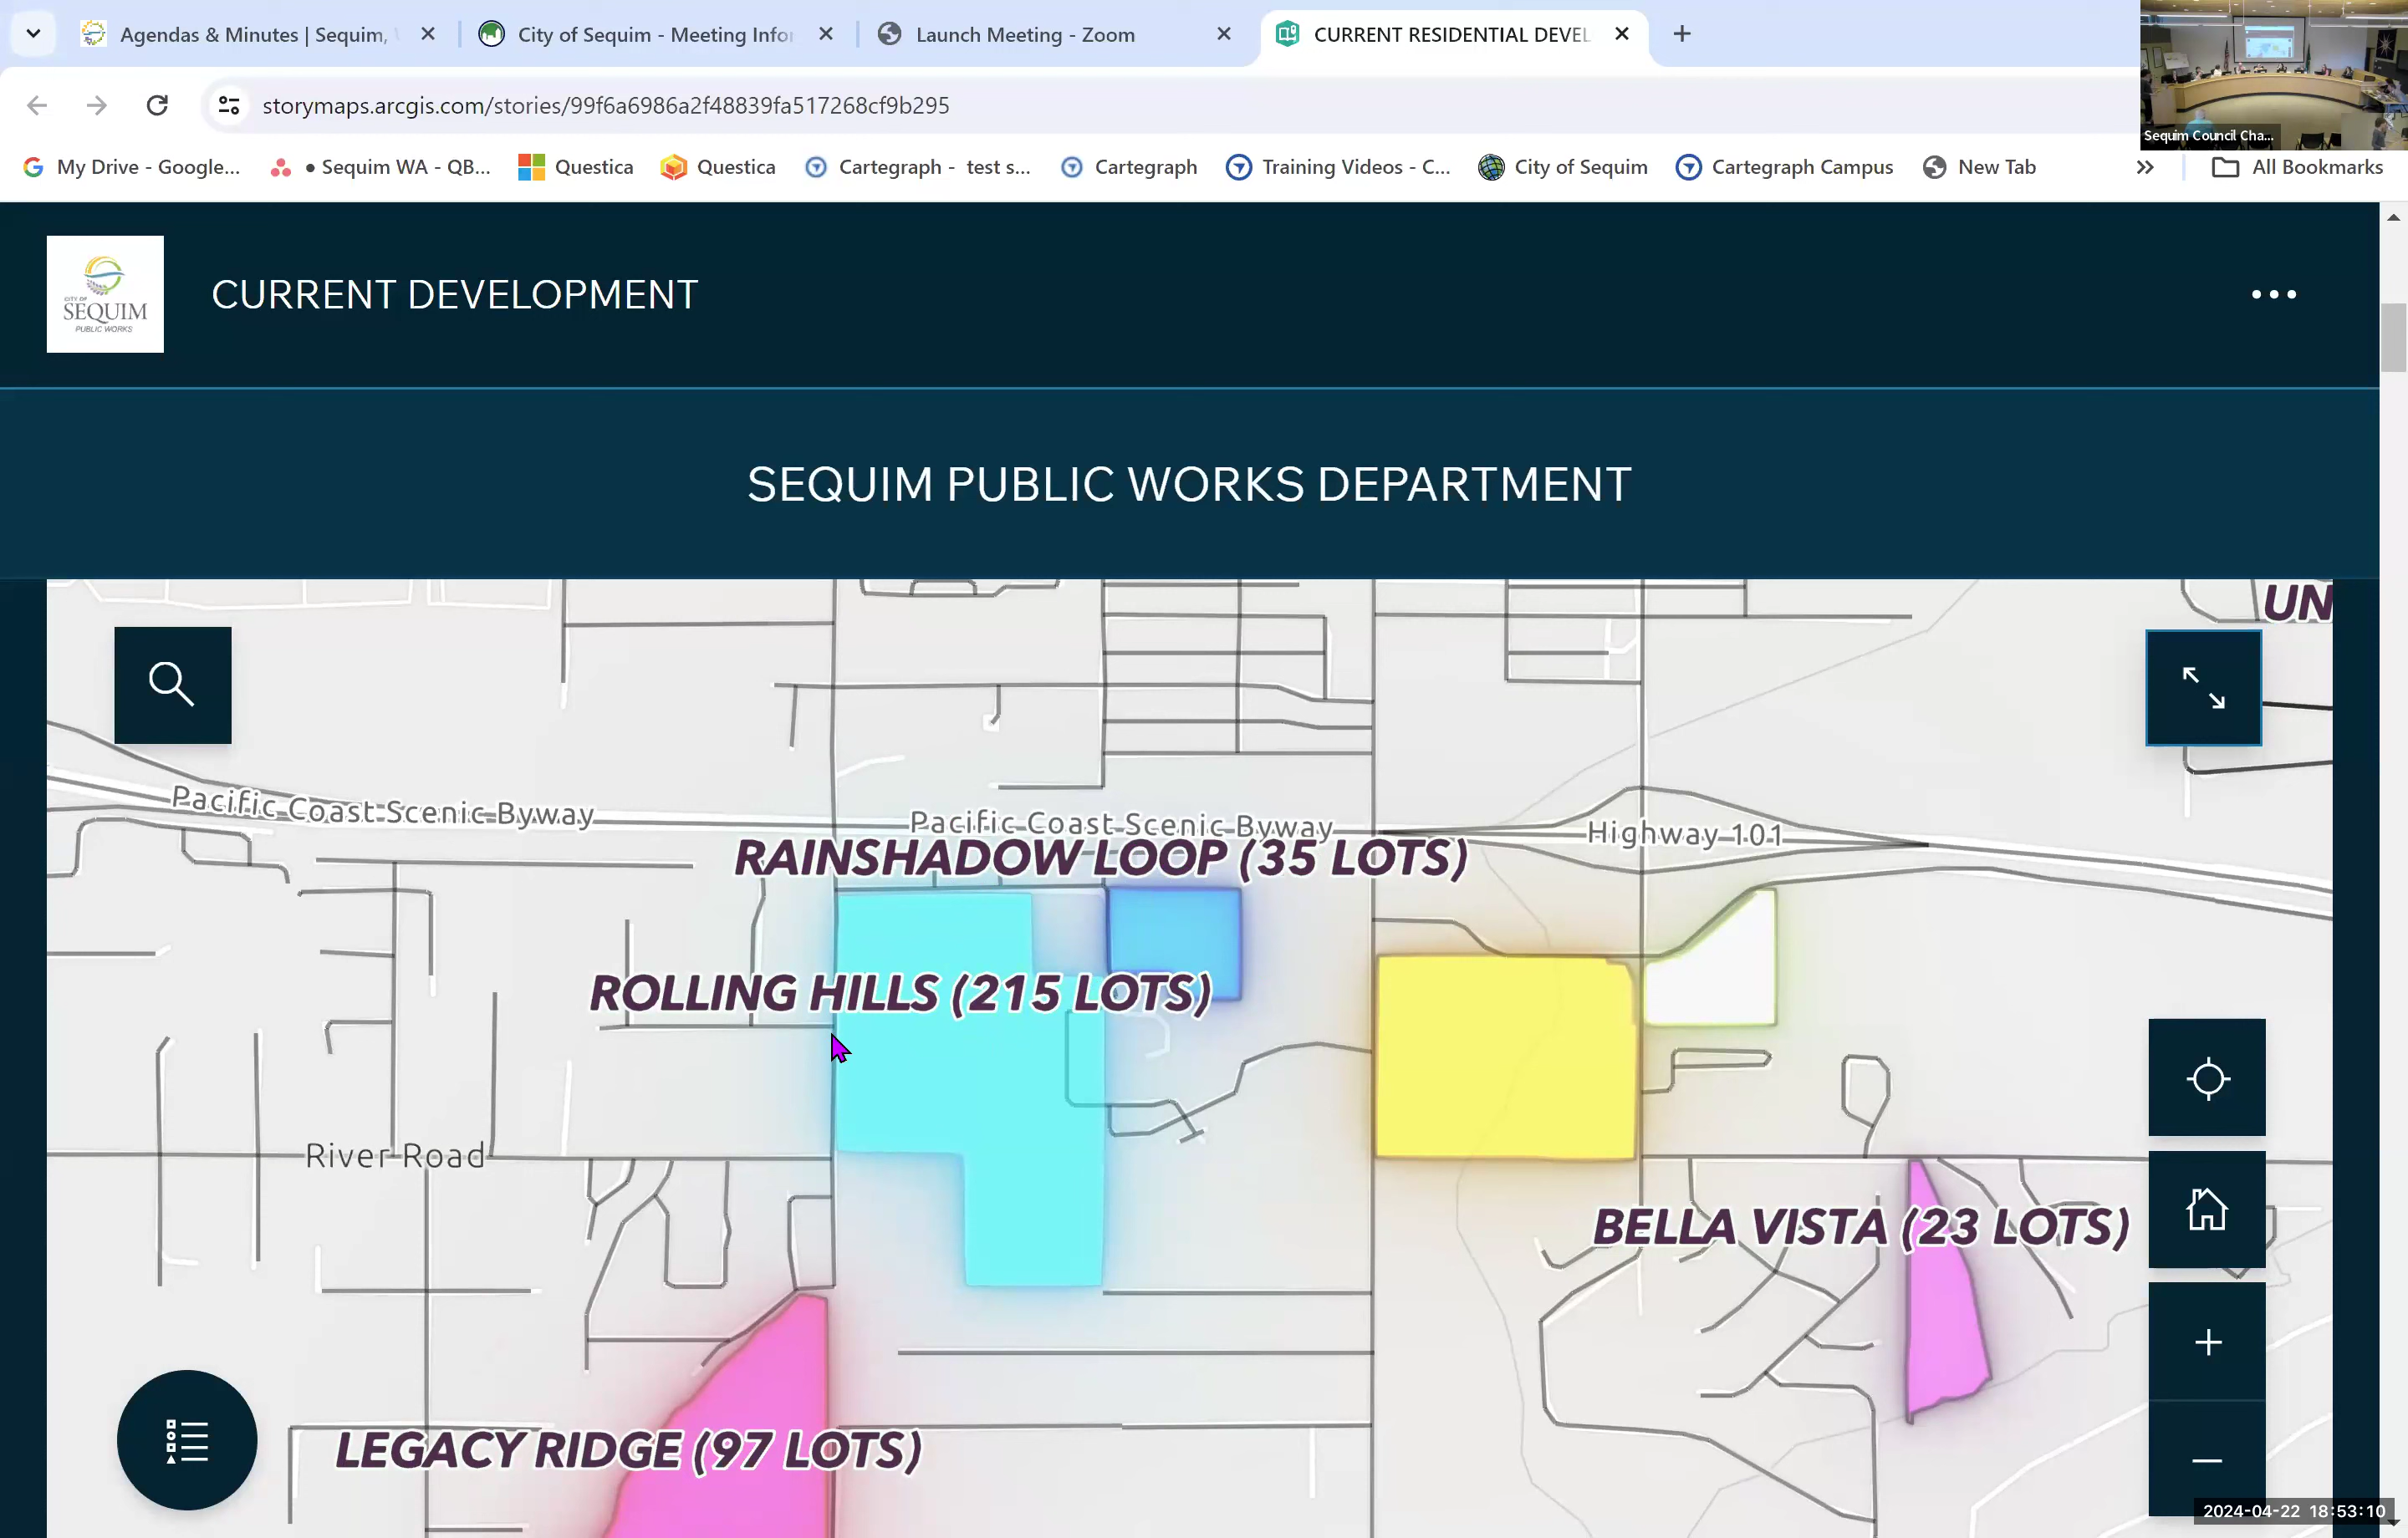 Agendas & Minutes | Sequim,
City of Sequim - Meeting Infor
Launch Meeting - Zoom
CURRENT RESIDENTIAL DEVEL
storymaps.arcgis.com/stories/99f6a6986a2f48839fa517268cf9b295
Sequim Council Cha...
My Drive - Google...
• Sequim WA - QB...
Questica
Questica
Cartegraph - test s...
Cartegraph
Training Videos - C...
City of Sequim
Cartegraph Campus
New Tab
All Bookmarks
CITY OF
SEQUIM
PUBLIC WORKS
CURRENT DEVELOPMENT
SEQUIM PUBLIC WORKS DEPARTMENT
UN
Pacific Coast Scenic Byway
Pacific Coast Scenic Byway
Highway 101
RAINSHADOW LOOP (35 LOTS)
ROLLING HILLS (215 LOTS)
River Road
BELLA VISTA (23 LOTS)
LEGACY RIDGE (97 LOTS)
2024-04-22 18:53:10